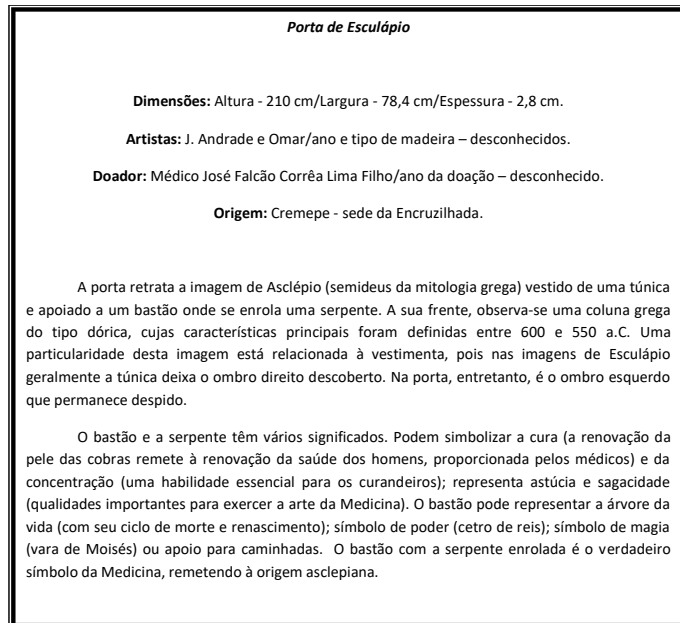 Porta de Esculápio
Dimensões: Altura - 210 cm/Largura - 78,4 cm/Espessura - 2,8 cm.
Artistas: J. Andrade e Omar/ano e tipo de madeira – desconhecidos.
Doador: Médico José Falcão Corrêa Lima Filho/ano da doação – desconhecido.
Origem: Cremepe - sede da Encruzilhada.
A porta retrata a imagem de Asclépio (semideus da mitologia grega) vestido de uma túnica
e apoiado a um bastão onde se enrola uma serpente. A sua frente, observa-se uma coluna grega
do tipo dórica, cujas características principais foram definidas entre 600 e 550 a.C. Uma
particularidade desta imagem está relacionada à vestimenta, pois nas imagens de Esculápio
geralmente a túnica deixa o ombro direito descoberto. Na porta, entretanto, é o ombro esquerdo
que permanece despido.
O bastão e a serpente têm vários significados. Podem simbolizar a cura (a renovação da
pele das cobras remete à renovação da saúde dos homens, proporcionada pelos médicos) e da
concentração (uma habilidade essencial para os curandeiros); representa astúcia e sagacidade
(qualidades importantes para exercer a arte da Medicina). O bastão pode representar a árvore da
vida (com seu ciclo de morte e renascimento); símbolo de poder (cetro de reis); símbolo de magia
(vara de Moisés) ou apoio para caminhadas. O bastão com a serpente enrolada é o verdadeiro
símbolo da Medicina, remetendo à origem asclepiana.